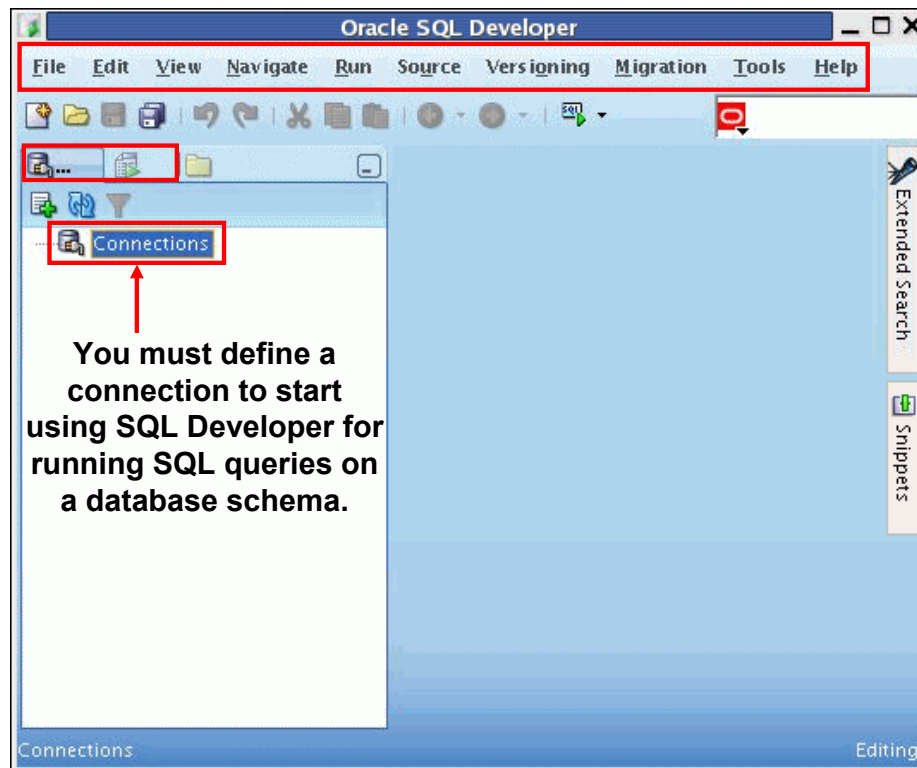 Oracle SQL Developer
File Edit View Navigate Run Source Versioning Migration Tools Help
SQL
...
Connections
You must define a
connection to start
using SQL Developer for
running SQL queries on
a database schema.
Extended Search
Snippets
Connections
Editing